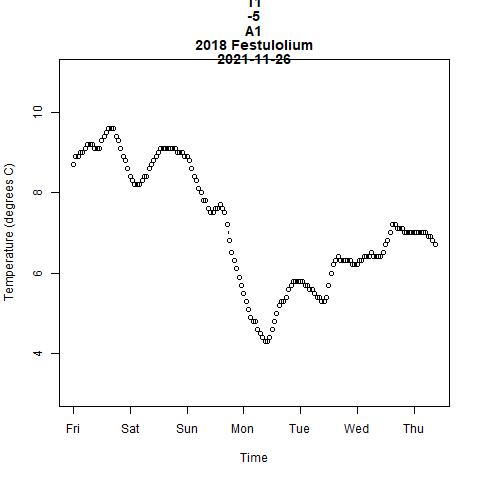 T1
-5
A1
2018 Festulolium
2021-11-26
Temperature (degrees C)
10
8
6
4
Fri Sat Sun Mon Tue Wed Thu
Time